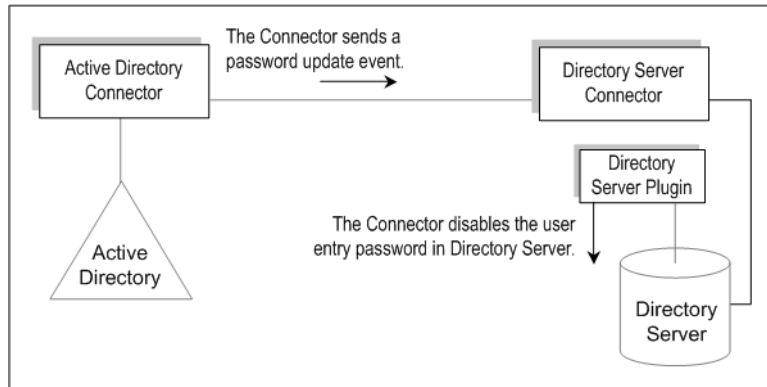 The Connector sends a
password update event.
Active Directory
Connector
Directory Server
Connector
Directory
Server Plugin
The Connector disables the user
entry password in Directory Server.
Active
Directory
Directory
Server